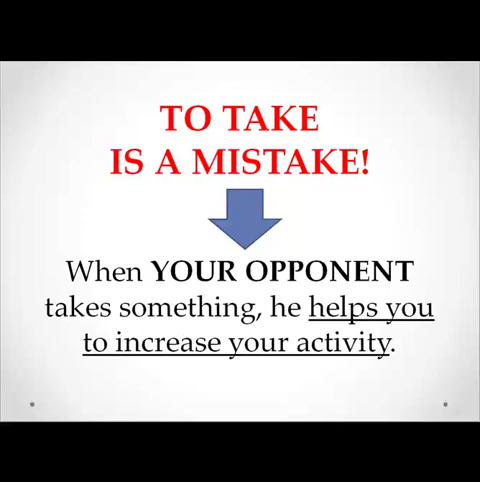 TO TAKE
IS A MISTAKE!
When YOUR OPPONENT
takes something, he helps you
to increase your activity.